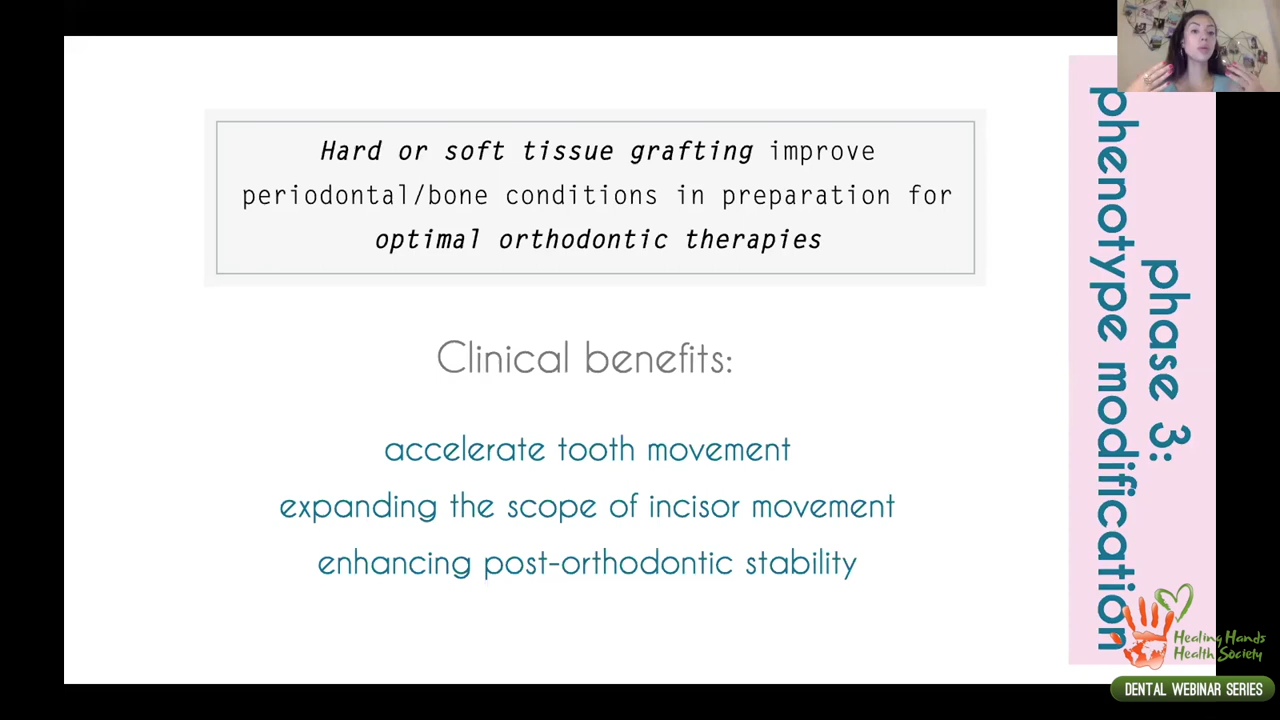 Hard or soft tissue grafting improve
periodontal/bone conditions in preparation for
optimal orthodontic therapies
Clinical benefits:
accelerate tooth movement
expanding the scope of incisor movement
enhancing post-orthodontic stability
phase 3:
phenotype modification
Healing Hands
Health Society
DENTAL WEBINAR SERIES